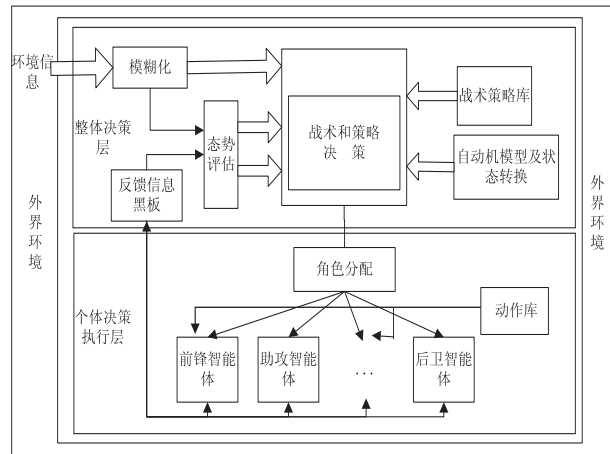 环境信
息
模糊化
战术策略库
整体决策
层
态势
评估
战术和策略
决 策
自动机模型及状
态转换
反馈信息
黑板
外
界
环
境
外
界
环
境
角色分配
个体决策
执行层
动作库
前锋智能
体
助攻智能
体
...
后卫智能
体